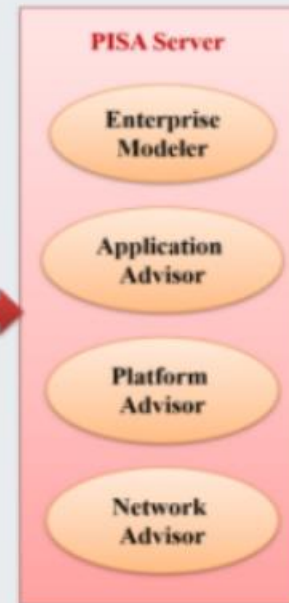 PISA Server
Enterprise
Modeler
Application
Advisor
Platform
Advisor
Network
Advisor